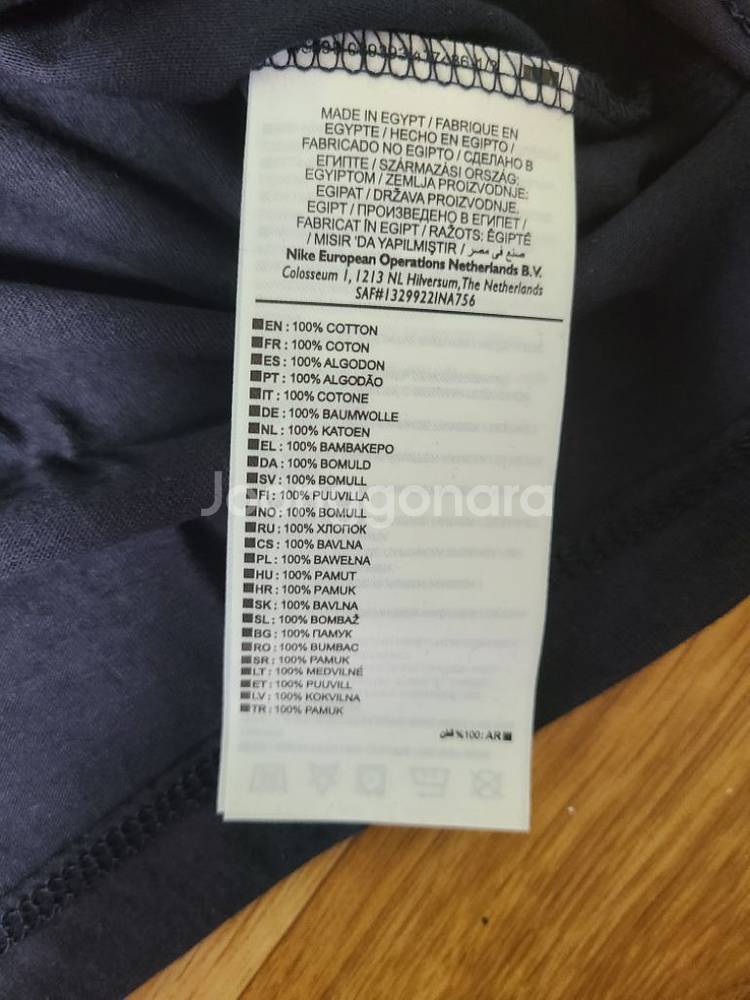 MADE IN EGYPT / FABRIQUE EN
EGYPTE / HECHO EN EGIPTO /
FABRICADO NO EGIPTO / СДЕЛАНО В
ЕГИПТЕ / SZÁRMAZÁSI ORSZÁG:
EGYIPTOM / ZEMLJA PROIZVODNJE:
EGIPAT / DRŽAVA PROIZVODNJE.
EGIPT / ПРОИЗВЕДЕНО В ЕГИПЕТ /
FABRICAT ÎN EGIPT / RAŽOTS: ĒĢIPTĒ
/ MISIR 'DA YAPILMIŞTIR / صنع في مصر
Nike European Operations Netherlands B.V.
Colosseum 1, 1213 NL Hilversum, The Netherlands
SAF#1329922INA756
EN : 100% COTTON
FR : 100% COTON
ES : 100% ALGODON
PT : 100% ALGODÃO
IT : 100% COTONE
DE : 100% BAUMWOLLE
NL : 100% KATOEN
EL : 100% ΒΑΜΒΑΚΕΡΟ
DA : 100% BOMULD
SV : 100% BOMULL
FI : 100% PUUVILLA
NO : 100% BOMULL
RU : 100% ХЛОПОК
CS : 100% BAVLNA
PL : 100% BAWEŁNA
HU : 100% PAMUT
HR : 100% PAMUK
SK : 100% BAVLNA
SL : 100% BOMBAŽ
BG : 100% ПАМУК
RO : 100% BUMBAC
SR : 100% PAMUK
LT : 100% MEDVILNĖ
ET : 100% PUUVILL
LV : 100% KOKVILNA
TR : 100% PAMUK
AR :100% قطن